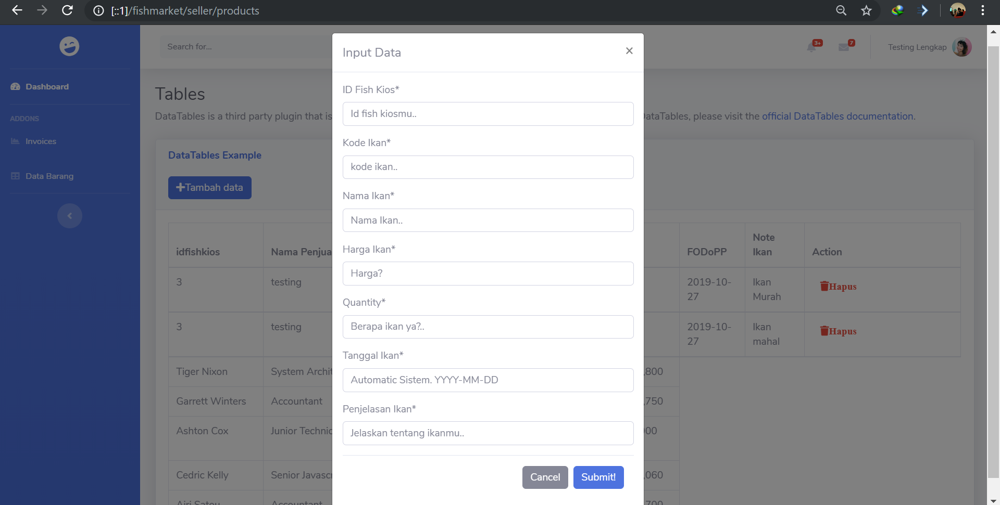 [::1]/fishmarket/seller/products
Search for...
3+
7
Testing Lengkap
Dashboard
ADDONS
Invoices
Data Barang
Tables
DataTables is a third party plugin that is
DataTables, please visit the official DataTables documentation.
DataTables Example
Tambah data
idfishkios
Nama Penjua
FODoPP
Note
Ikan
Action
3
testing
2019-10-
27
Ikan
Murah
Hapus
3
testing
2019-10-
27
Ikan
mahal
Hapus
Tiger Nixon
System Archit
,800
Garrett Winters
Accountant
,750
Ashton Cox
Junior Technic
00
Cedric Kelly
Senior Javascr
,060
Airi Satou
Accountant
,700
Input Data
×
ID Fish Kios*
Id fish kiosmu..
Kode Ikan*
kode ikan..
Nama Ikan*
Nama Ikan..
Harga Ikan*
Harga?
Quantity*
Berapa ikan ya?..
Tanggal Ikan*
Automatic Sistem. YYYY-MM-DD
Penjelasan Ikan*
Jelaskan tentang ikanmu..
Cancel
Submit!